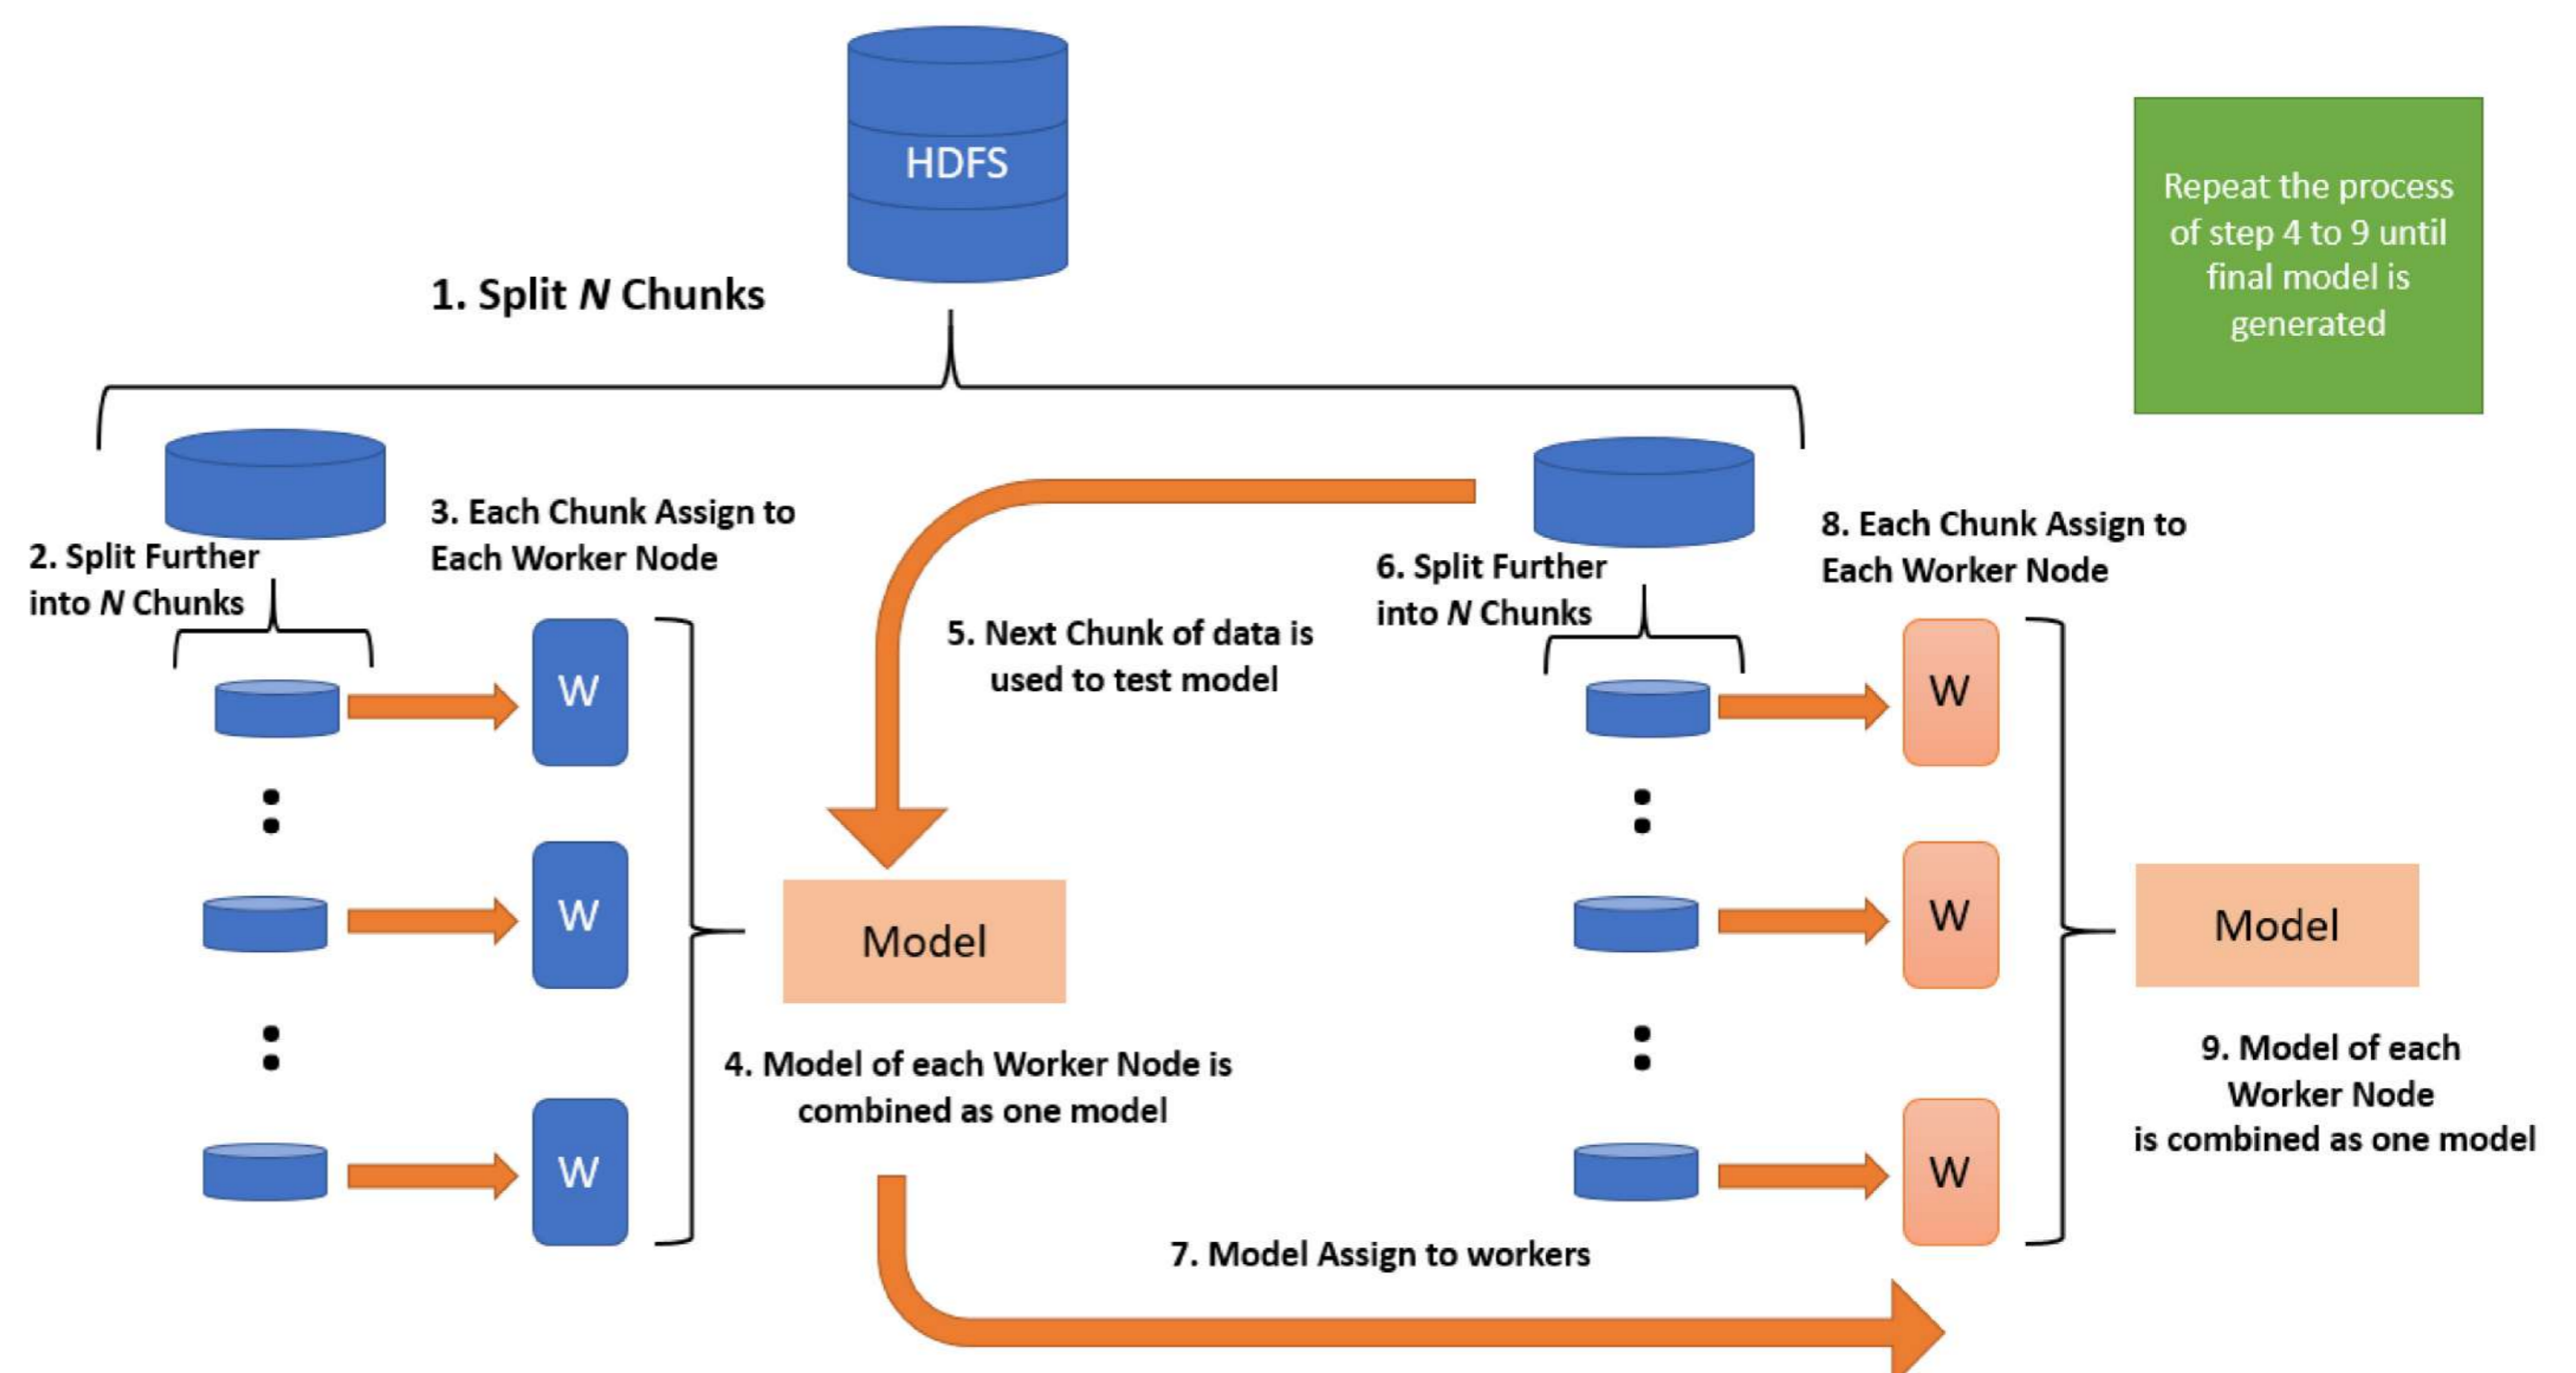 HDFS
1. Split N Chunks
Repeat the process
of step 4 to 9 until
final model is
generated
2. Split Further
into N Chunks
3. Each Chunk Assign to
Each Worker Node
W
W
W
4. Model of each Worker Node is
combined as one model
Model
5. Next Chunk of data is
used to test model
6. Split Further
into N Chunks
7. Model Assign to workers
8. Each Chunk Assign to
Each Worker Node
W
W
W
Model
9. Model of each
Worker Node
is combined as one model